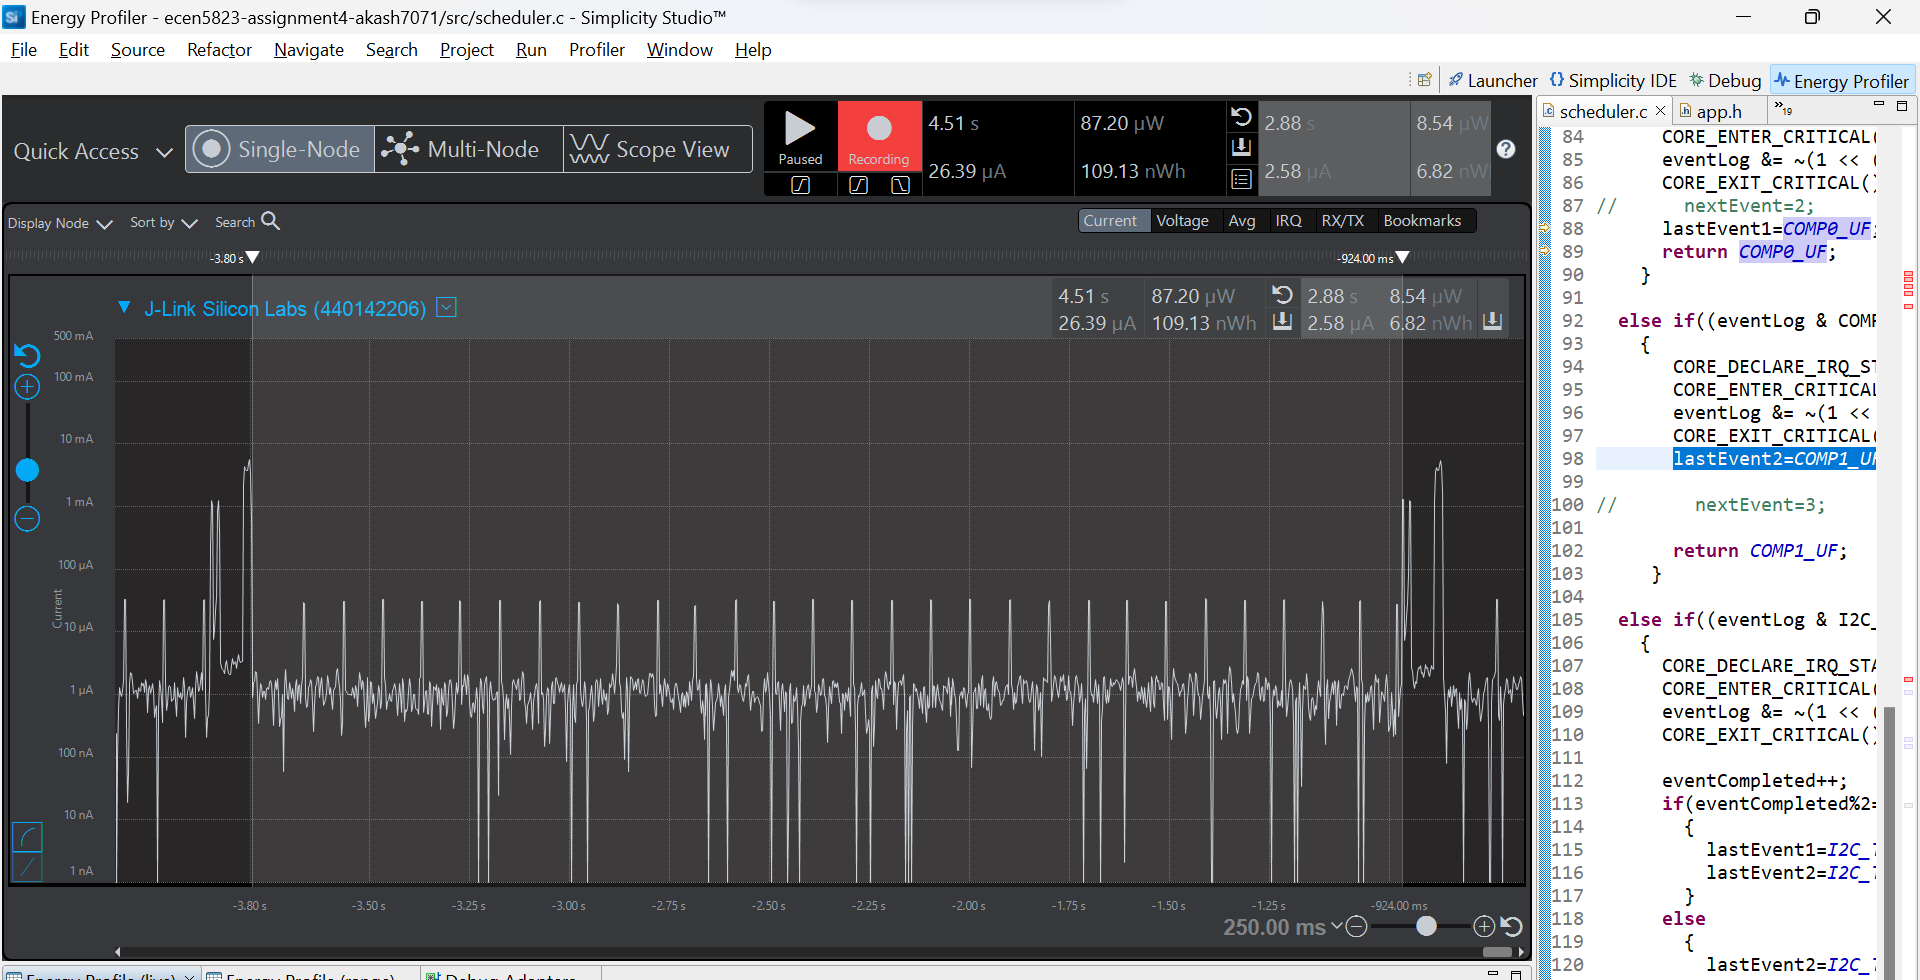 Energy Profiler - ecen5823-assignment4-akash7071/src/scheduler.c - Simplicity Studio™
File Edit Source Refactor Navigate Search Project Run Profiler Window Help
Launcher Simplicity IDE Debug Energy Profiler
Quick Access Single-Node Multi-Node Scope View
Paused Recording
4.51 s 87.20 µW 2.88 s 8.54 µW
26.39 µA 109.13 nWh 2.58 µA 6.82 nW
Display Node Sort by Search
Current Voltage Avg IRQ RX/TX Bookmarks
-3.80 s -924.00 ms
J-Link Silicon Labs (440142206)
4.51 s 87.20 µW 2.88 s 8.54 µW
26.39 µA 109.13 nWh 2.58 µA 6.82 nWh
500 mA
100 mA
10 mA
1 mA
100 µA
10 µA
1 µA
100 nA
10 nA
1 nA
Current
-3.80 s -3.50 s -3.25 s -3.00 s -2.75 s -2.50 s -2.25 s -2.00 s -1.75 s -1.50 s -1.25 s -924.00 ms
250.00 ms
Energy Profile (live) Energy Profile (range) Debug Adapters
scheduler.c app.h »19
84 CORE_ENTER_CRITICAL(
85 eventLog &= ~(1 << (
86 CORE_EXIT_CRITICAL()
87 // nextEvent=2;
88 lastEvent1=COMP0_UF;
89 return COMP0_UF;
90 }
91
92 else if((eventLog & COMP
93 {
94 CORE_DECLARE_IRQ_ST
95 CORE_ENTER_CRITICAL
96 eventLog &= ~(1 <<
97 CORE_EXIT_CRITICAL(
98 lastEvent2=COMP1_UF
99
100 // nextEvent=3;
101
102 return COMP1_UF;
103 }
104
105 else if((eventLog & I2C_
106 {
107 CORE_DECLARE_IRQ_STA
108 CORE_ENTER_CRITICAL(
109 eventLog &= ~(1 << (
110 CORE_EXIT_CRITICAL()
111
112 eventCompleted++;
113 if(eventCompleted%2=
114 {
115 lastEvent1=I2C_T
116 lastEvent2=I2C_T
117 }
118 else
119 {
120 lastEvent2=I2C_T